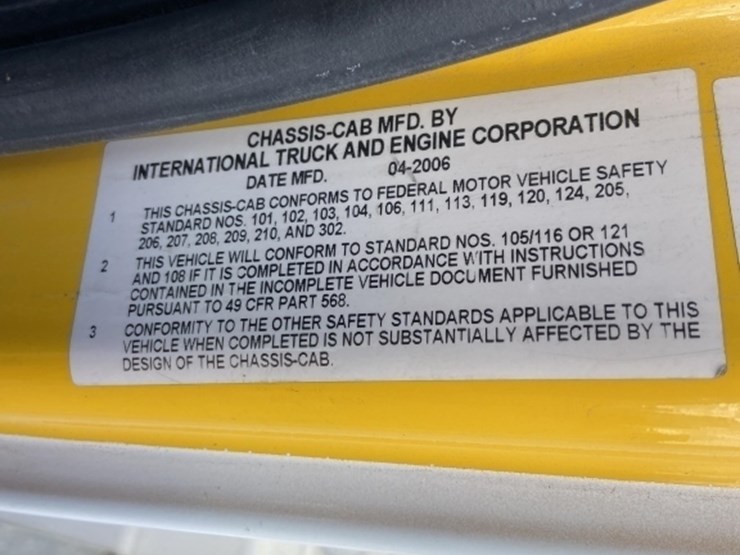 CHASSIS-CAB MFD. BY
INTERNATIONAL TRUCK AND ENGINE CORPORATION
DATE MFD. 04-2006
1 THIS CHASSIS-CAB CONFORMS TO FEDERAL MOTOR VEHICLE SAFETY
STANDARD NOS. 101, 102, 103, 104, 106, 111, 113, 119, 120, 124, 205,
206, 207, 208, 209, 210, AND 302.
2 THIS VEHICLE WILL CONFORM TO STANDARD NOS. 105/116 OR 121
AND 108 IF IT IS COMPLETED IN ACCORDANCE WITH INSTRUCTIONS
CONTAINED IN THE INCOMPLETE VEHICLE DOCUMENT FURNISHED
PURSUANT TO 49 CFR PART 568.
3 CONFORMITY TO THE OTHER SAFETY STANDARDS APPLICABLE TO THIS
VEHICLE WHEN COMPLETED IS NOT SUBSTANTIALLY AFFECTED BY THE
DESIGN OF THE CHASSIS-CAB.